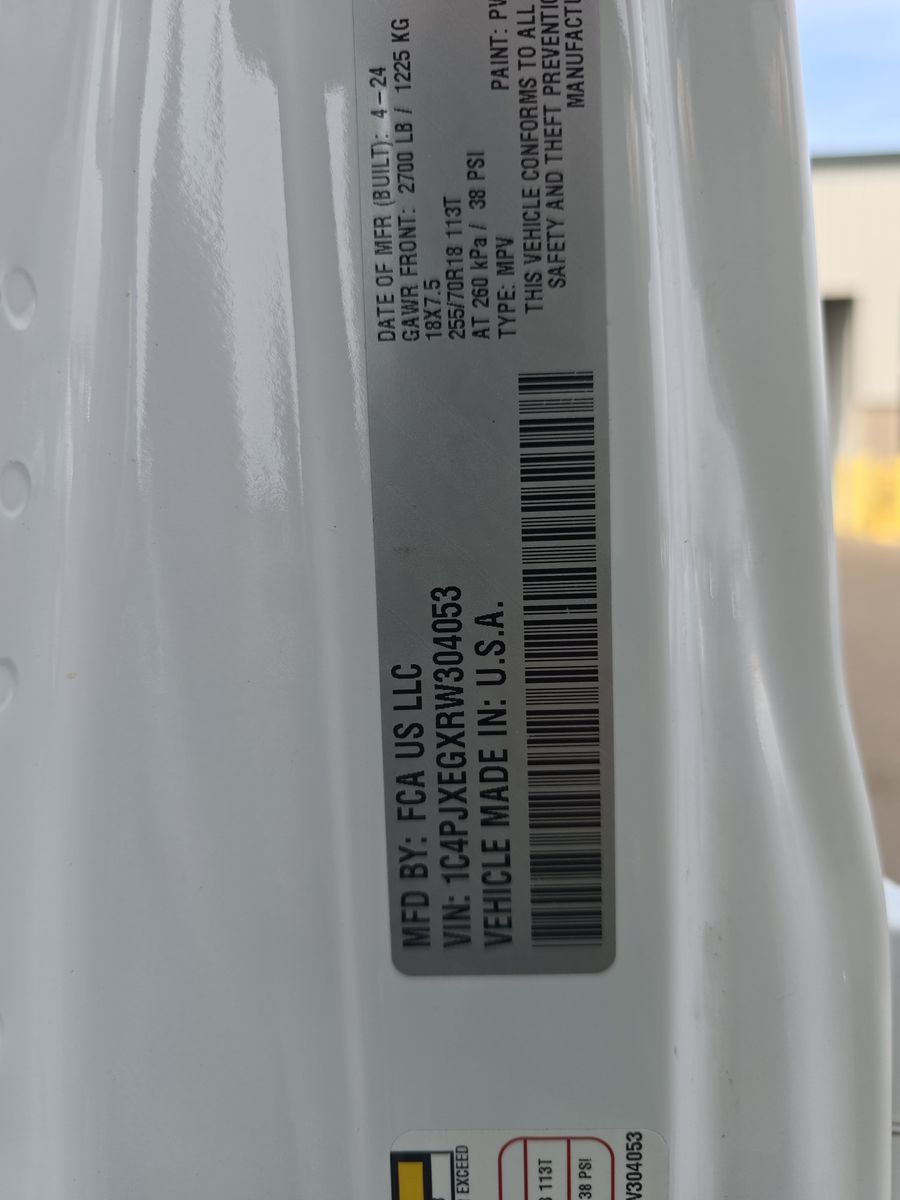 MFD BY: FCA US LLC
VIN: 1C4PJXEGXRW304053
VEHICLE MADE IN: U.S.A.
DATE OF MFR (BUILT): 4-24
GAWR FRONT: 2700 LB / 1225 KG
18X7.5
255/70R18 113T
AT 260 kPa / 38 PSI
TYPE: MPV PAINT:
THIS VEHICLE CONFORMS TO ALL
SAFETY AND THEFT
EXCEED
113T
38 PSI
W304053